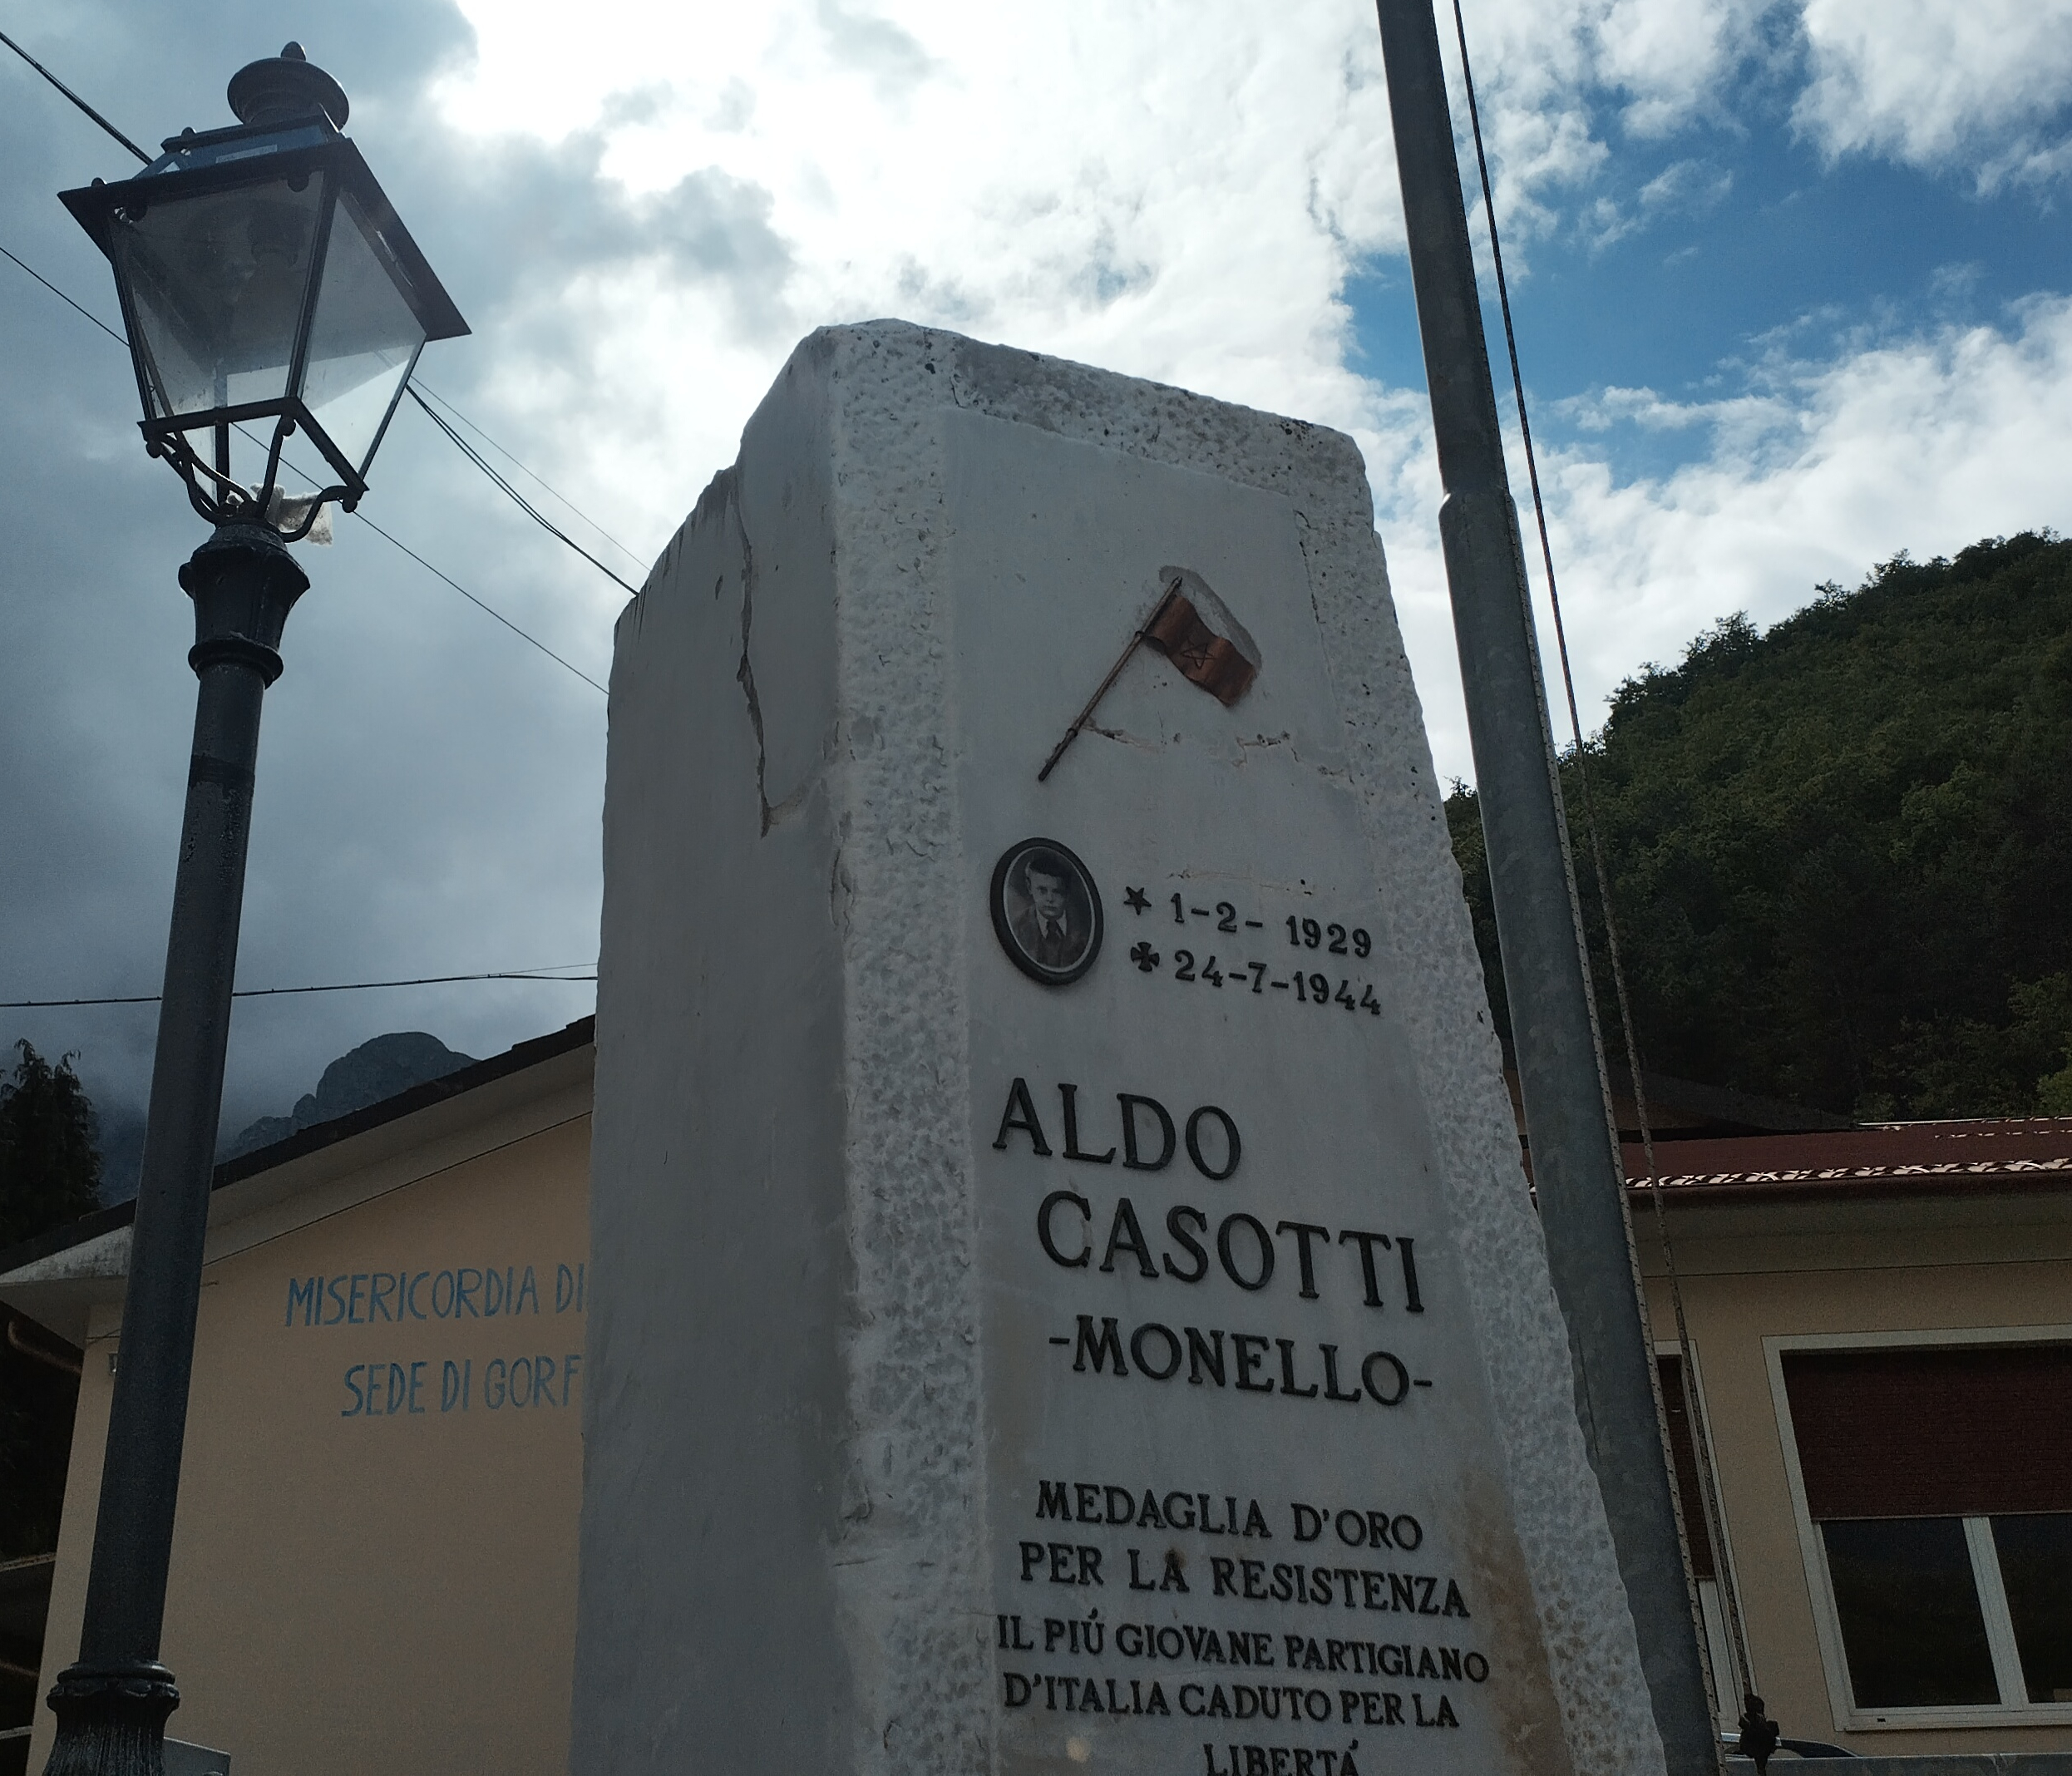 1-2- 1929
24-7-1944
ALDO
CASOTTI
-MONELLO-
MEDAGLIA D'ORO
PER LA RESISTENZA
IL PIÚ GIOVANE PARTIGIANO
D'ITALIA CADUTO PER LA
LIBERTÁ
MISERICORDIA DI
SEDE DI GORF